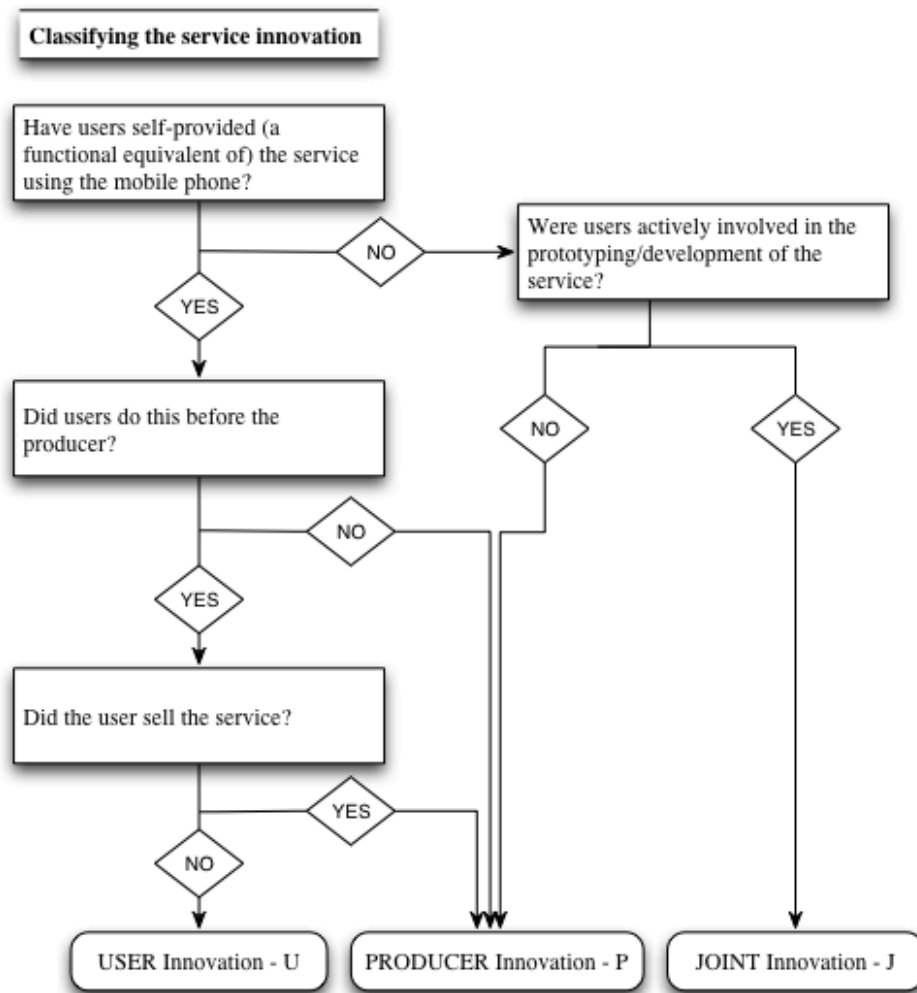 Classifying the service innovation
Have users self-provided (a
functional equivalent of) the service
using the mobile phone?
NO
Were users actively involved in the
prototyping/development of the
service?
YES
Did users do this before the
producer?
NO
YES
NO
YES
Did the user sell the service?
YES
NO
USER Innovation - U
PRODUCER Innovation - P
JOINT Innovation - J